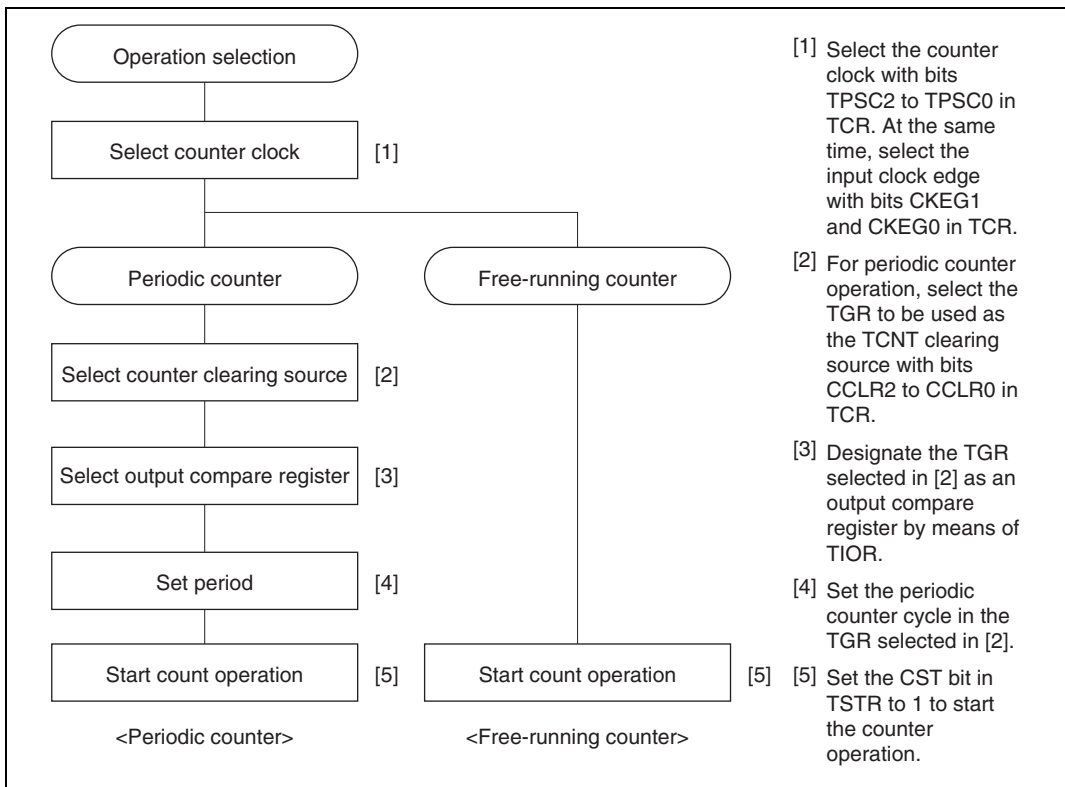 Operation selection
Select counter clock [1]
Periodic counter
Free-running counter
Select counter clearing source [2]
Select output compare register [3]
Set period [4]
Start count operation [5]
Start count operation [5]
<Periodic counter>
<Free-running counter>
[1] Select the counter
clock with bits
TPSC2 to TPSC0 in
TCR. At the same
time, select the
input clock edge
with bits CKEG1
and CKEG0 in TCR.
[2] For periodic counter
operation, select the
TGR to be used as
the TCNT clearing
source with bits
CCLR2 to CCLR0 in
TCR.
[3] Designate the TGR
selected in [2] as an
output compare
register by means of
TIOR.
[4] Set the periodic
counter cycle in the
TGR selected in [2].
[5] Set the CST bit in
TSTR to 1 to start
the counter
operation.